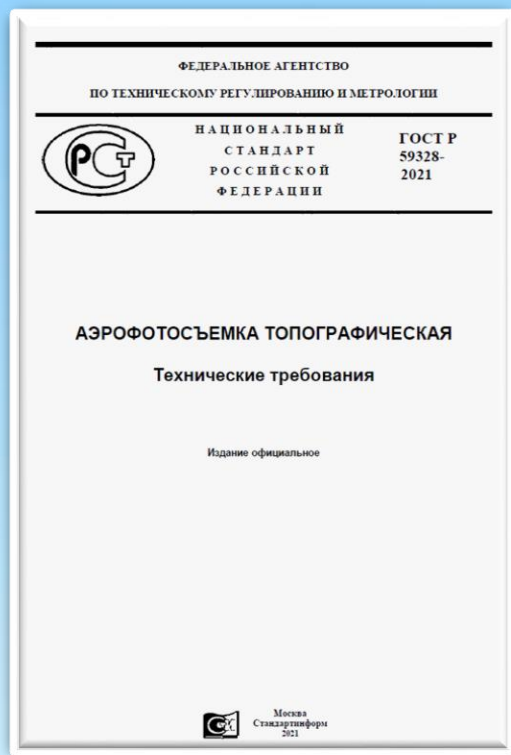 ФЕДЕРАЛЬНОЕ АГЕНТСТВО
ПО ТЕХНИЧЕСКОМУ РЕГУЛИРОВАНИЮ И МЕТРОЛОГИИ
НАЦИОНАЛЬНЫЙ
СТАНДАРТ
РОССИЙСКОЙ
ФЕДЕРАЦИИ
ГОСТ Р
59328-
2021
АЭРОФОТОСЪЕМКА ТОПОГРАФИЧЕСКАЯ
Технические требования
Издание официальное
Москва
Стандартинформ
2021